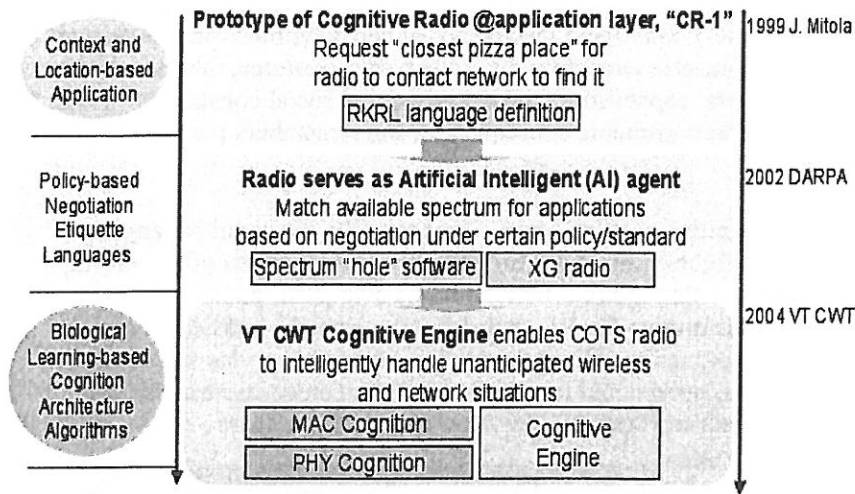 Prototype of Cognitive Radio @application layer, "CR-1"
1999 J. Mitola
Context and
Location-based
Application
Request "closest pizza place" for
radio to contact network to find it
RKRL language definition
Policy-based
Negotiation
Etiquette
Languages
Radio serves as Artificial Intelligent (AI) agent
2002 DARPA
Match available spectrum for applications
based on negotiation under certain policy/standard
Spectrum "hole" software
XG radio
2004 VT CWT
Biological
Learning-based
Cognition
Architecture
Algorithms
VT CWT Cognitive Engine enables COTS radio
to intelligently handle unanticipated wireless
and network situations
MAC Cognition
PHY Cognition
Cognitive
Engine